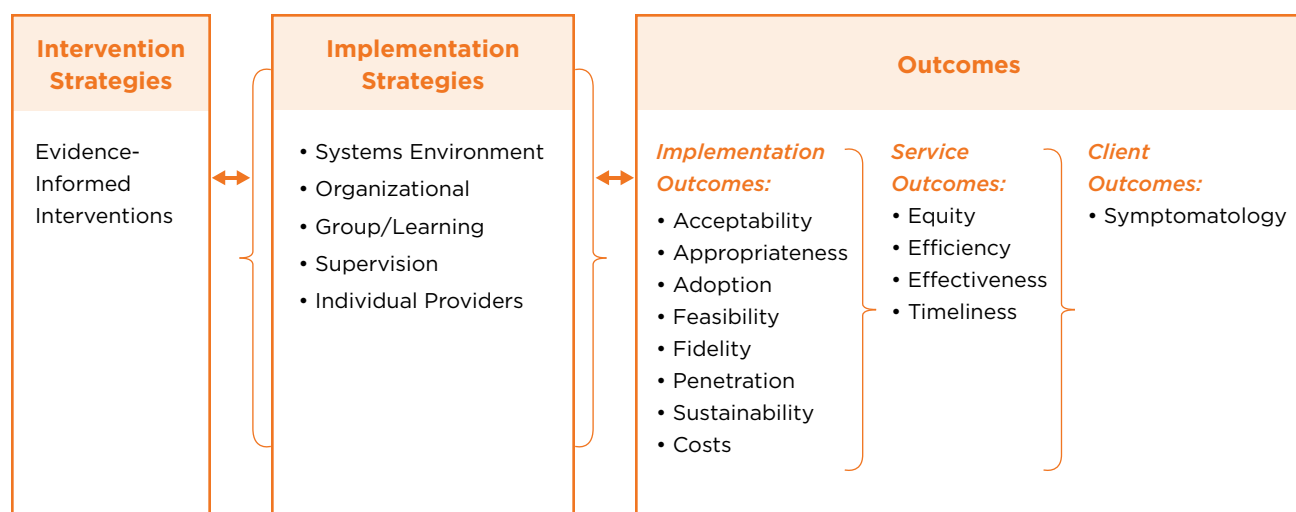 Intervention
Strategies
Evidence-
Informed
Interventions
Implementation
Strategies
• Systems Environment
• Organizational
• Group/Learning
• Supervision
• Individual Providers
Outcomes
Implementation
Outcomes:
• Acceptability
• Appropriateness
• Adoption
• Feasibility
• Fidelity
• Penetration
• Sustainability
• Costs
Service
Outcomes:
• Equity
• Efficiency
• Effectiveness
• Timeliness
Client
Outcomes:
• Symptomatology